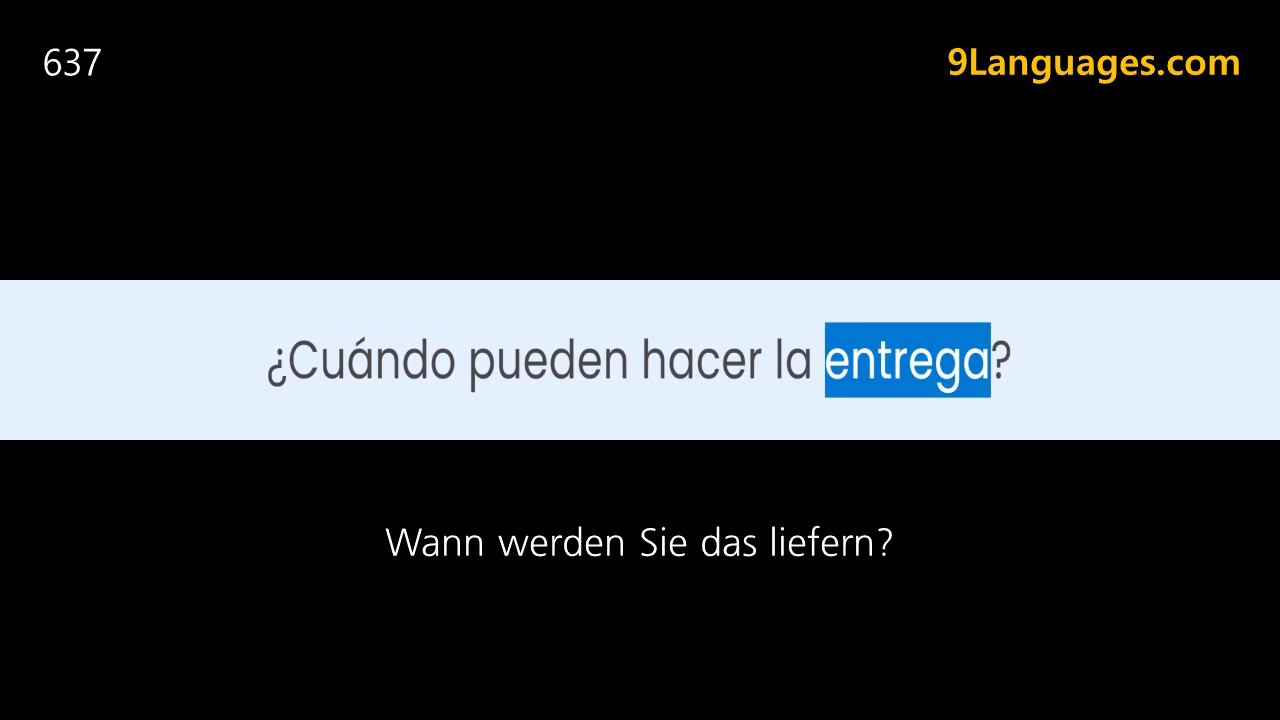 637
9Languages.com
¿Cuándo pueden hacer la entrega?
Wann werden Sie das liefern?